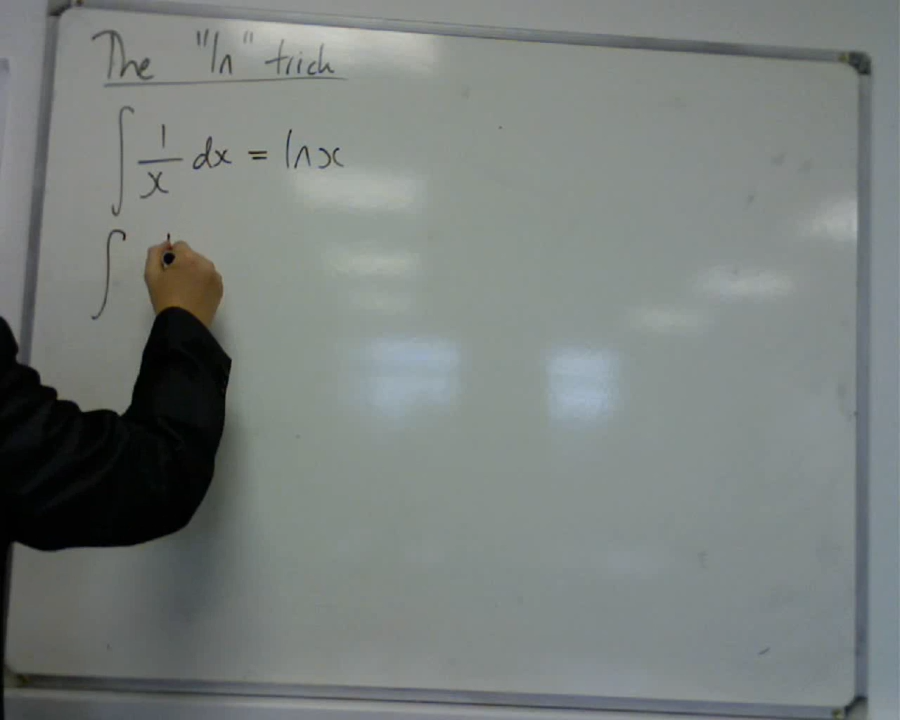 The "ln" trick
∫ 1/x dx = ln x
∫